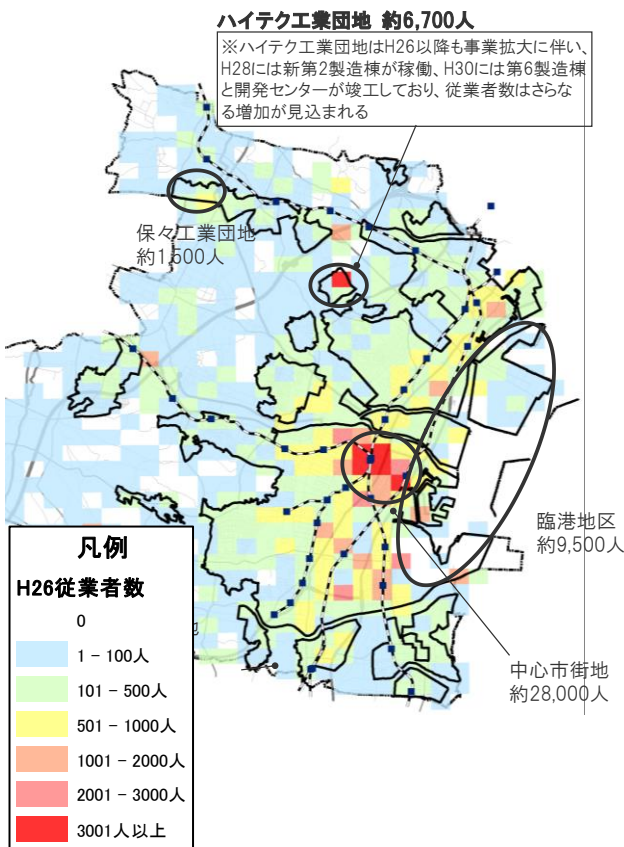 ハイテク工業団地 約6,700人
※ハイテク工業団地はH26以降も事業拡大に伴い、
H28には新第2製造棟が稼働、H30には第6製造棟
と開発センターが竣工しており、従業者数はさらな
る増加が見込まれる
保々工業団地
約1,500人
臨港地区
約9,500人
中心市街地
約28,000人
凡例
H26従業者数
0
1 - 100人
101 - 500人
501 - 1000人
1001 - 2000人
2001 - 3000人
3001人以上